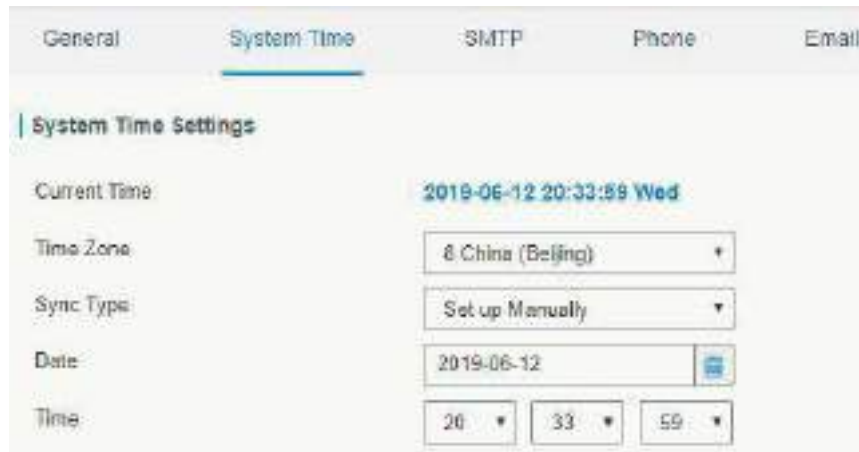 General System Time SMTP Phone Email
System Time Settings
Current Time 2019-06-12 20:33:59 Wed
Time Zone 8 China (Beijing)
Sync Type Set up Manually
Date 2019-06-12
Time 20 33 59